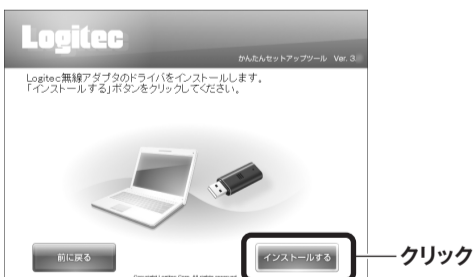 Logitec
かんたんセットアップツール Ver. 3
Logitec無線アダプタのドライバをインストールします。
「インストールする」ボタンをクリックしてください。
前に戻る
インストールする
クリック